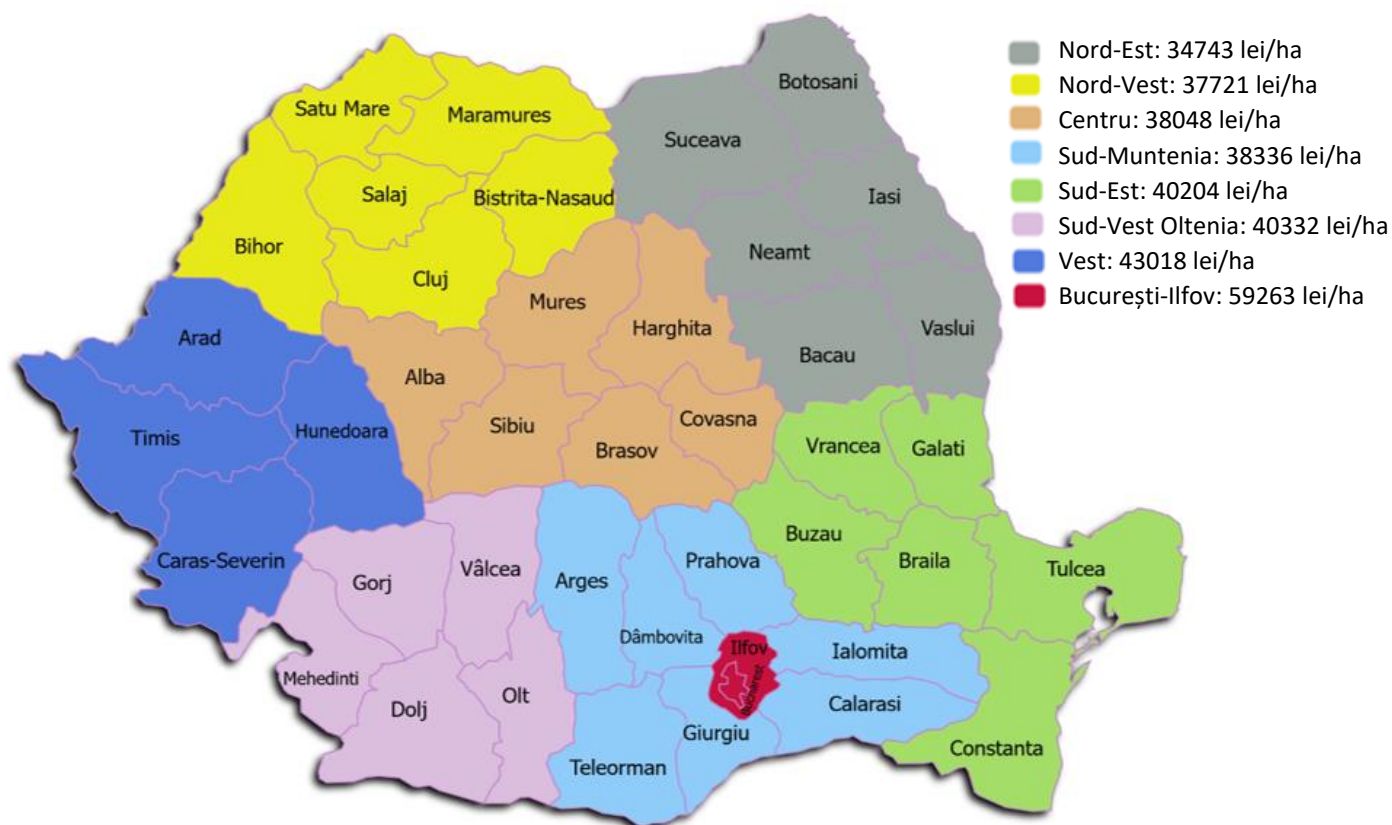 Nord-Est: 34743 lei/ha
Nord-Vest: 37721 lei/ha
Centru: 38048 lei/ha
Sud-Muntenia: 38336 lei/ha
Sud-Est: 40204 lei/ha
Sud-Vest Oltenia: 40332 lei/ha
Vest: 43018 lei/ha
București-Ilfov: 59263 lei/ha
Botosani
Satu Mare
Maramures
Suceava
Salaj
Bistrita-Nasaud
Iasi
Bihor
Neamt
Cluj
Mures
Harghita
Vaslui
Arad
Bacau
Alba
Covasna
Sibiu
Hunedoara
Timis
Brasov
Vrancea
Galati
Buzau
Caras-Severin
Prahova
Braila
Vâlcea
Tulcea
Gorj
Arges
Dâmbovita
Ilfov
Ialomita
Bucharest
Mehedinti
Olt
Calarasi
Dolj
Giurgiu
Constanta
Teleorman